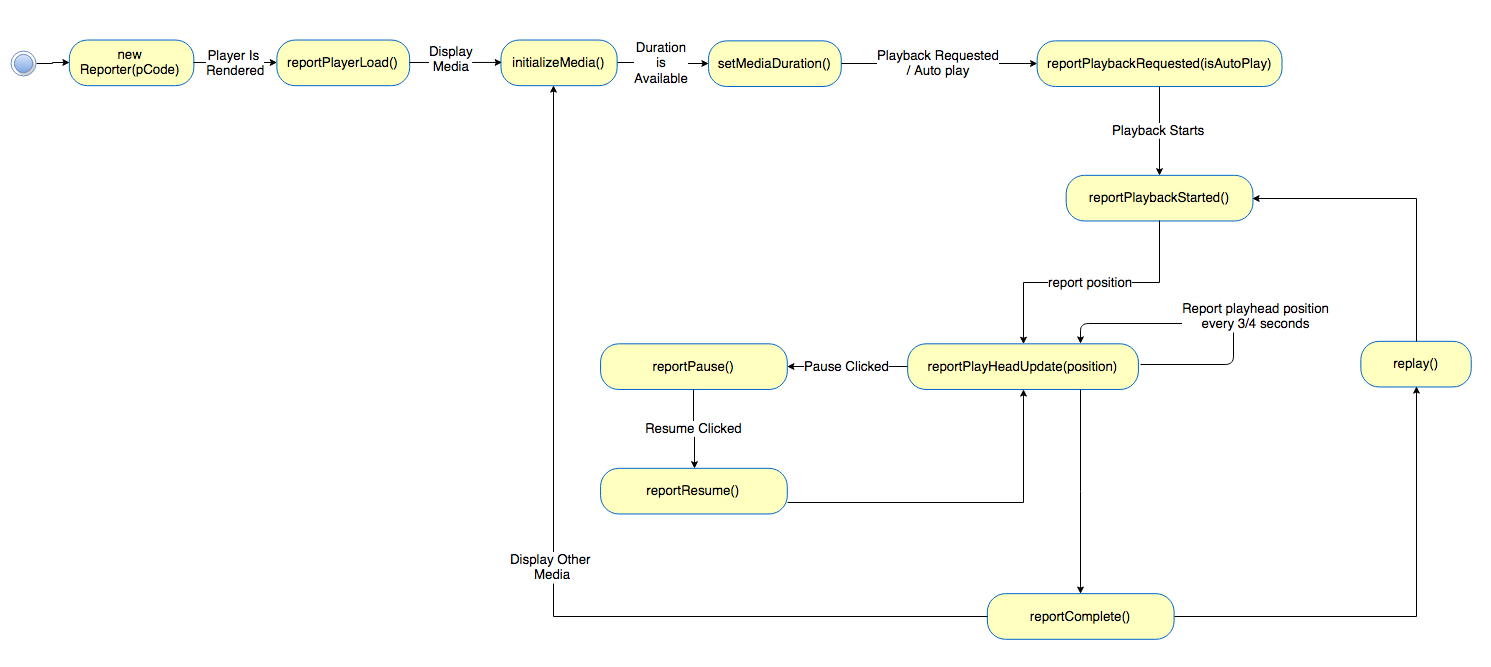 new
Reporter(pCode)
Player Is
Rendered
reportPlayerLoad()
Display
Media
initializeMedia()
Duration
is
Available
setMediaDuration()
Playback Requested
/ Auto play
reportPlaybackRequested(isAutoPlay)
Playback Starts
reportPlaybackStarted()
report position
Report playhead position
every 3/4 seconds
reportPause()
Pause Clicked
reportPlayHeadUpdate(position)
replay()
Resume Clicked
reportResume()
Display Other
Media
reportComplete()